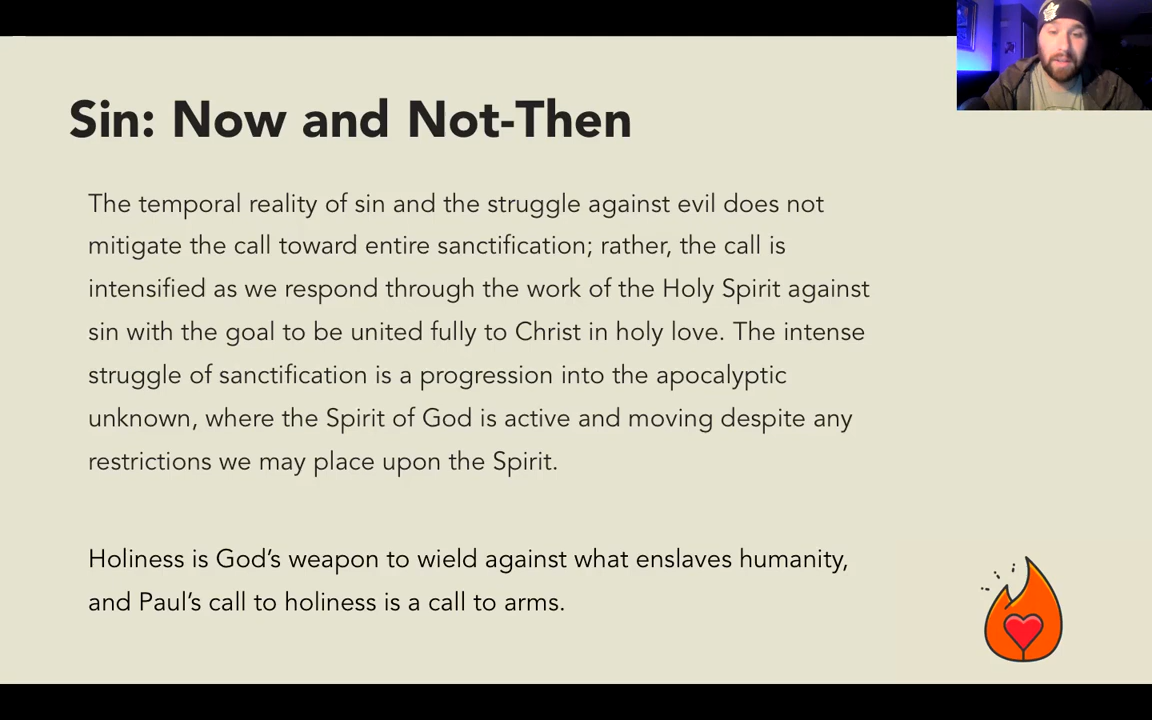 Sin: Now and Not-Then
The temporal reality of sin and the struggle against evil does not
mitigate the call toward entire sanctification; rather, the call is
intensified as we respond through the work of the Holy Spirit against
sin with the goal to be united fully to Christ in holy love. The intense
struggle of sanctification is a progression into the apocalyptic
unknown, where the Spirit of God is active and moving despite any
restrictions we may place upon the Spirit.
Holiness is God’s weapon to wield against what enslaves humanity,
and Paul’s call to holiness is a call to arms.